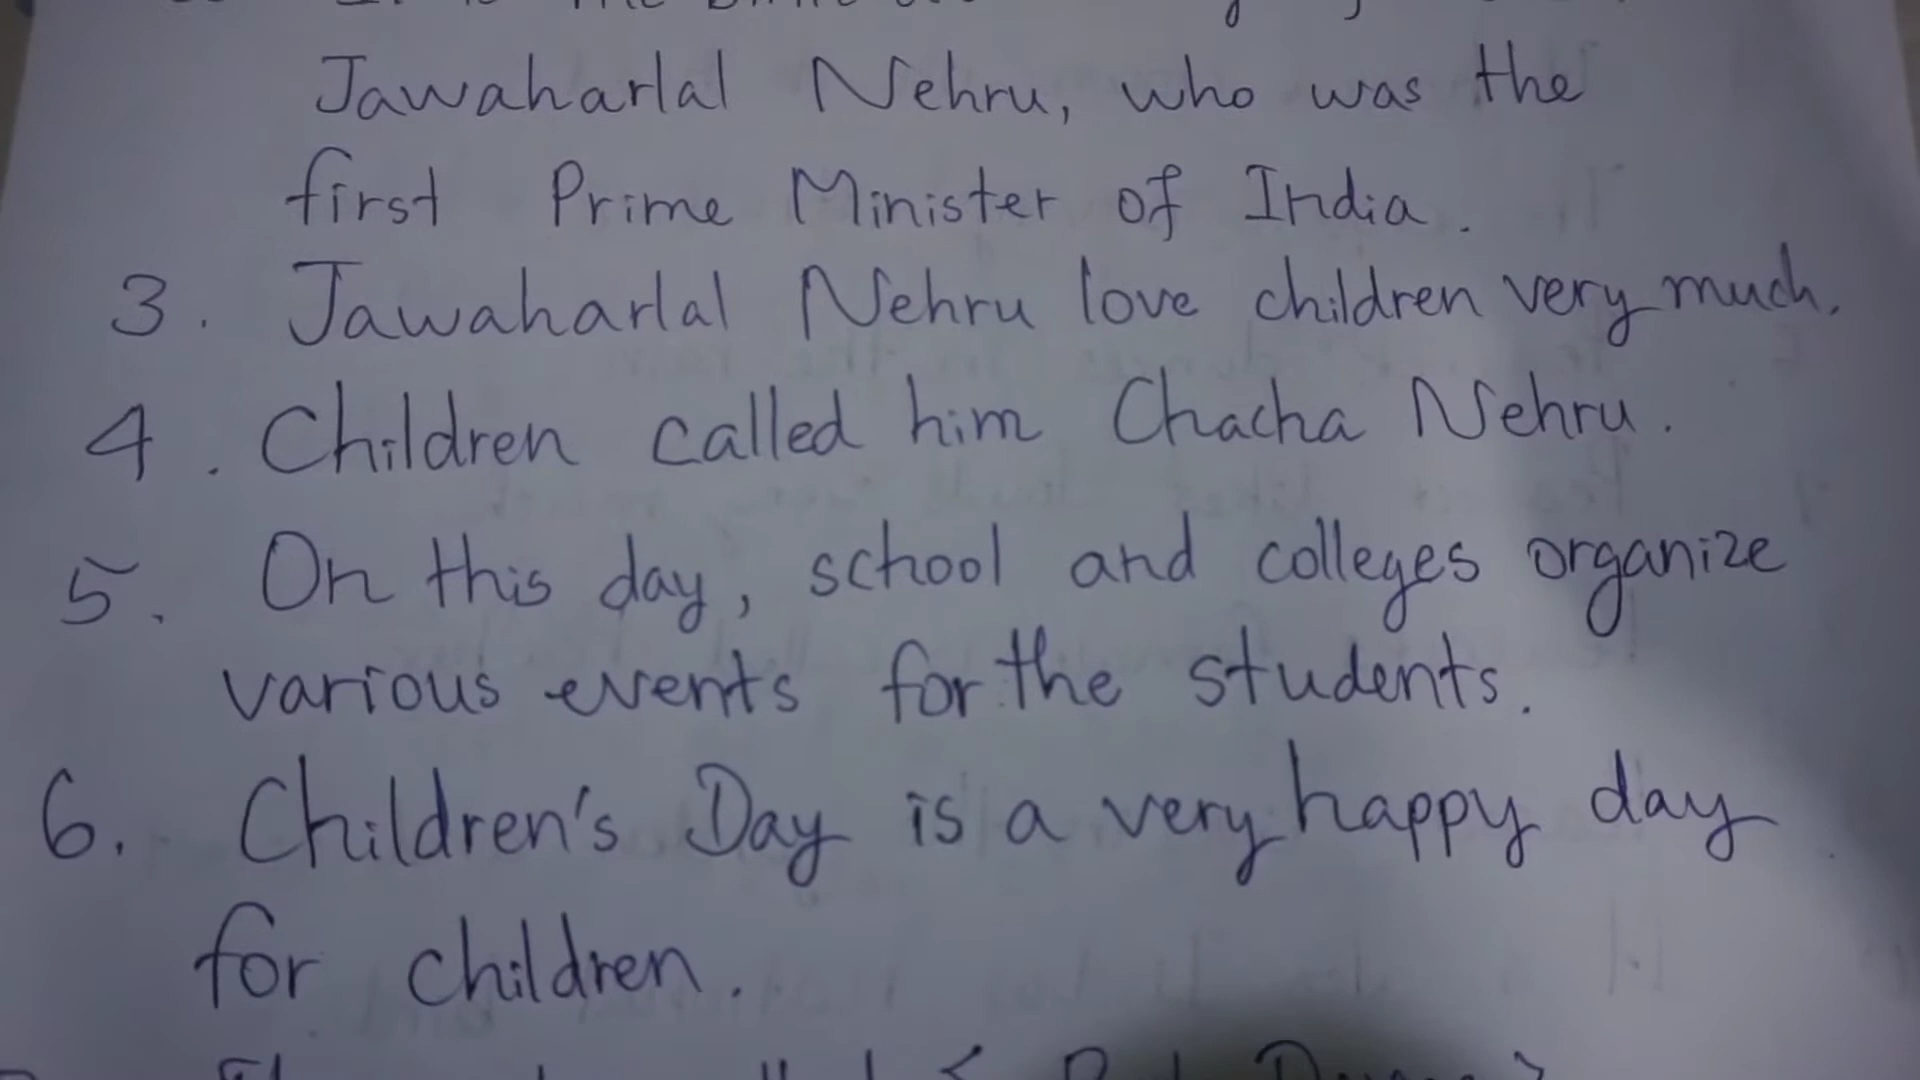 Jawaharlal Nehru, who was the
first Prime Minister of India.
3. Jawaharlal Nehru love children very much.
4. Children called him Chacha Nehru.
5. On this day, school and colleges organize
various events for the students.
6. Children's Day is a very happy day
for children.